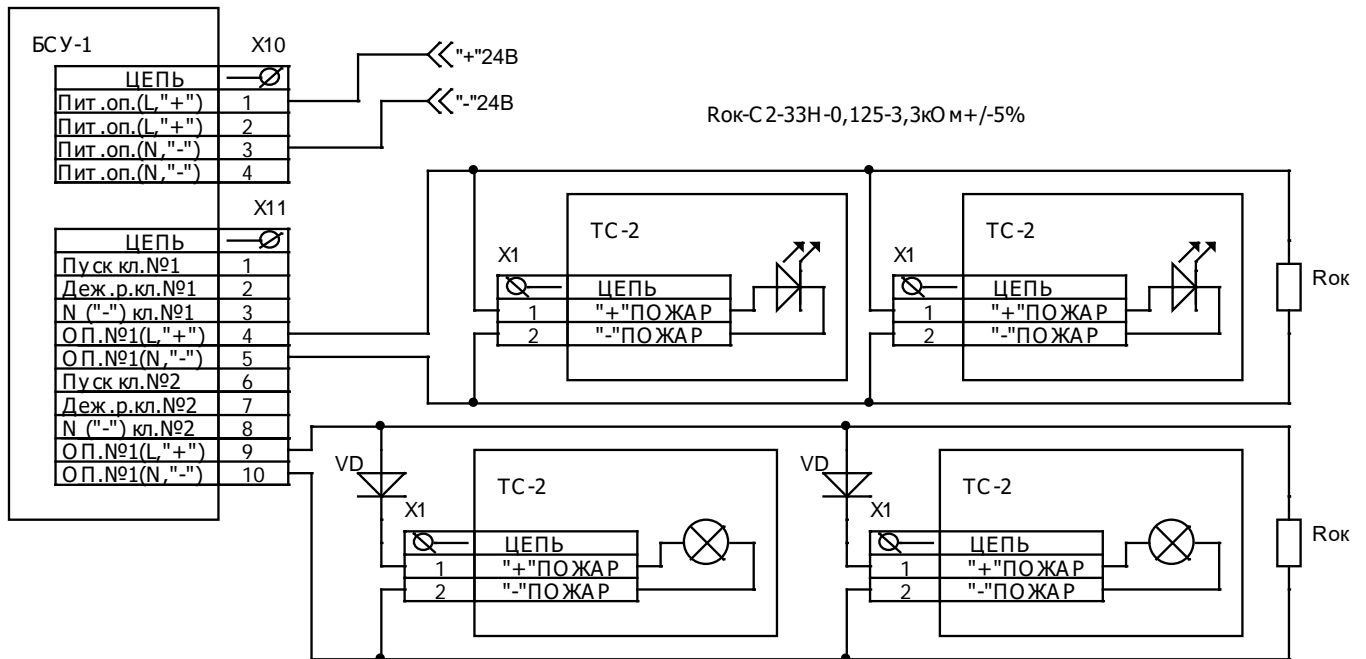 БСУ-1
X10
ЦЕПЬ
Пит.оп.(L,"+") 1
Пит.оп.(L,"+") 2
Пит.оп.(N,"-") 3
Пит.оп.(N,"-") 4
"+"24В
"-"24В
Rок-С2-33Н-0,125-3,3кОм+/-5%
X11
ЦЕПЬ
Пуск кл.№1 1
Деж.р.кл.№1 2
N ("-") кл.№1 3
ОП.№1(L,"+") 4
ОП.№1(N,"-") 5
Пуск кл.№2 6
Деж.р.кл.№2 7
N ("-") кл.№2 8
ОП.№1(L,"+") 9
ОП.№1(N,"-") 10
ТС-2
X1
ЦЕПЬ
1 "+"ПОЖАР
2 "-"ПОЖАР
ТС-2
X1
ЦЕПЬ
1 "+"ПОЖАР
2 "-"ПОЖАР
Rок
VD
ТС-2
X1
ЦЕПЬ
1 "+"ПОЖАР
2 "-"ПОЖАР
VD
ТС-2
X1
ЦЕПЬ
1 "+"ПОЖАР
2 "-"ПОЖАР
Rок